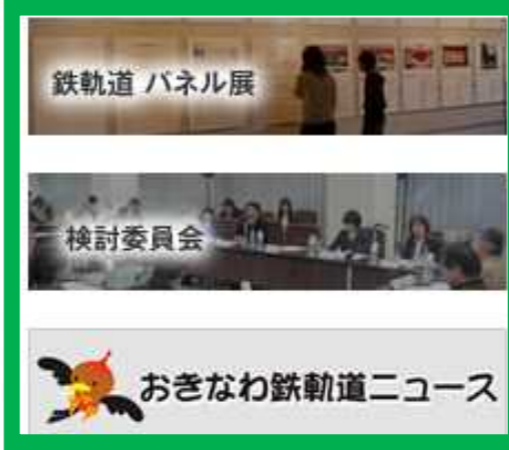 鉄軌道 パネル展
検討委員会
おきなわ鉄軌道ニュース